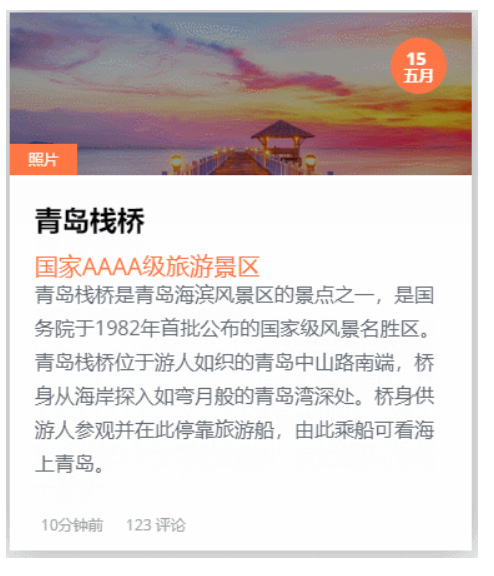 15
五月
照片
青岛栈桥
国家AAAA级旅游景区
青岛栈桥是青岛海滨风景区的景点之一，是国
务院于1982年首批公布的国家级风景名胜区。
青岛栈桥位于游人如织的青岛中山路南端，桥
身从海岸探入如弯月般的青岛湾深处。桥身供
游人参观并在此停靠旅游船，由此乘船可看海
上青岛。
10分钟前 123 评论